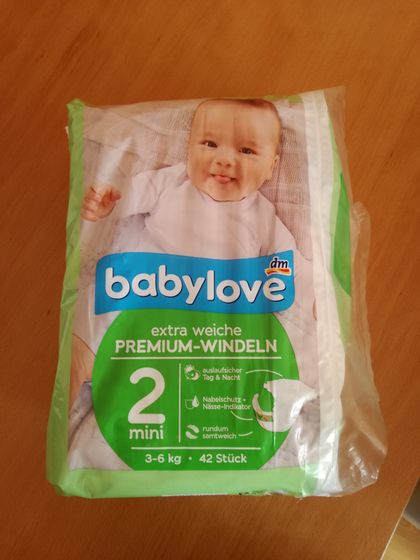 dm
babylove
extra weiche
PREMIUM-WINDELN
2
mini
auslaufsicher
Tag & Nacht
Nabelschutz +
Nässe-Indikator
rundum
samtweich
3-6 kg • 42 Stück